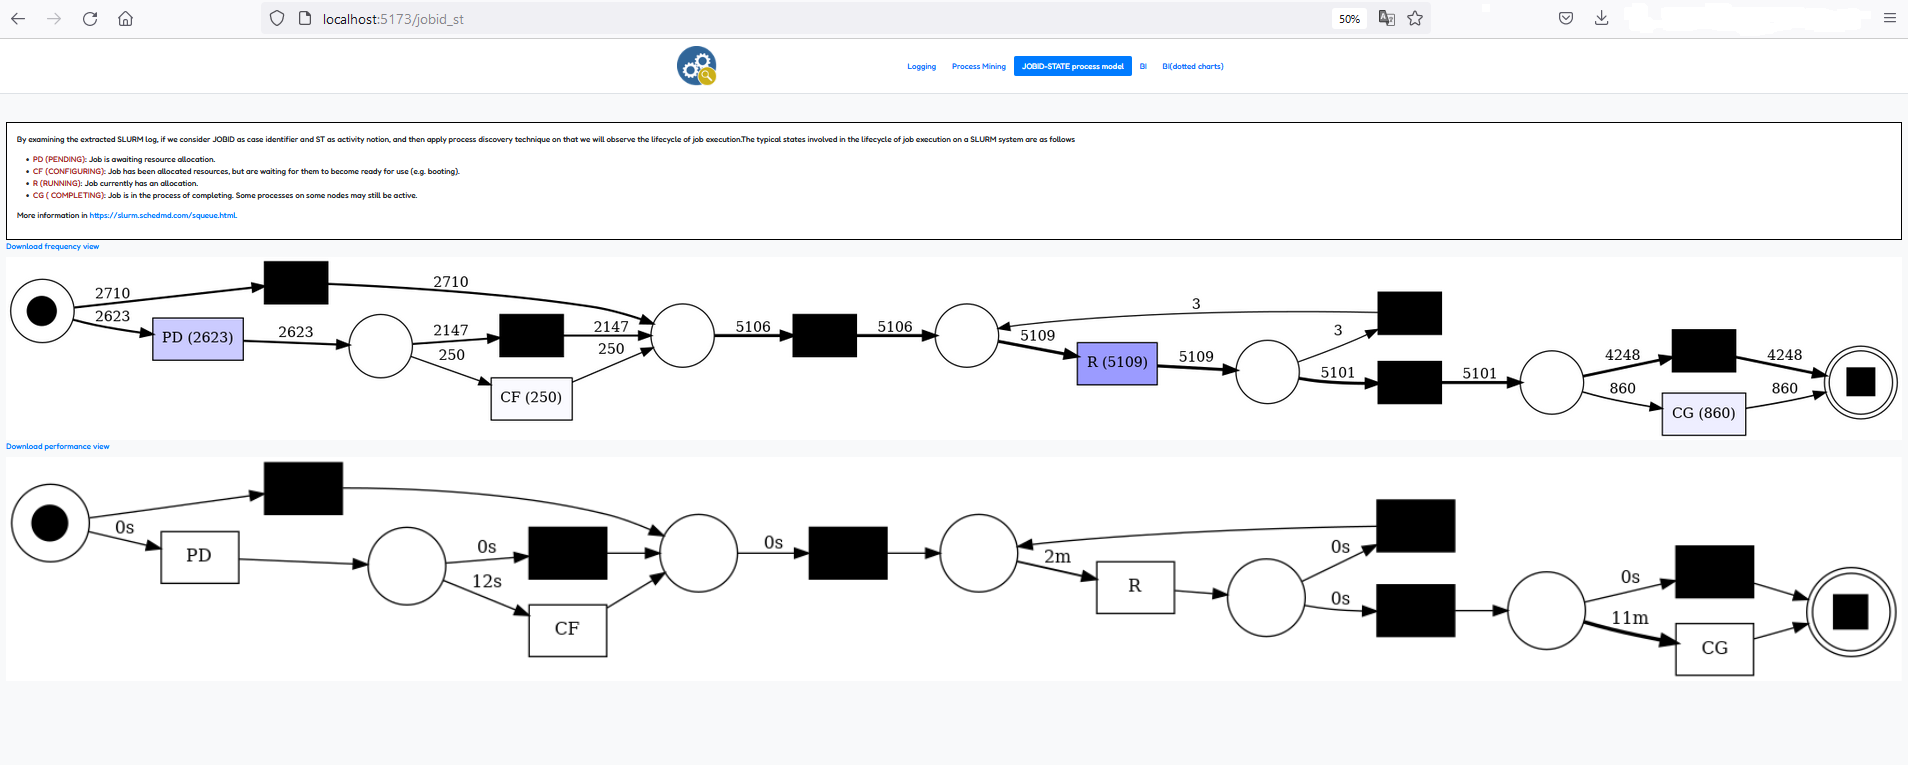 localhost:5173/jobid_st
50%
Logging Process Mining JOBID-STATE process model BI BI(dotted charts)
By examining the extracted SLURM log, if we consider JOBID as case identifier and ST as activity notion, and then apply process discovery technique on that we will observe the lifecycle of job execution.The typical states involved in the lifecycle of job execution on a SLURM system are as follows
• PD (PENDING): Job is awaiting resource allocation.
• CF (CONFIGURING): Job has been allocated resources, but are waiting for them to become ready for use (e.g. booting).
• R (RUNNING): Job currently has an allocation.
• CG ( COMPLETING): Job is in the process of completing. Some processes on some nodes may still be active.
More information in https://slurm.schedmd.com/squeue.html.
Download frequency view
2710
2710
2623
PD (2623)
2623
2147
2147
250
250
CF (250)
5106
5106
3
5109
R (5109)
5109
3
5101
5101
4248
4248
860
CG (860)
860
Download performance view
0s
PD
0s
12s
CF
0s
2m
R
0s
0s
0s
11m
CG